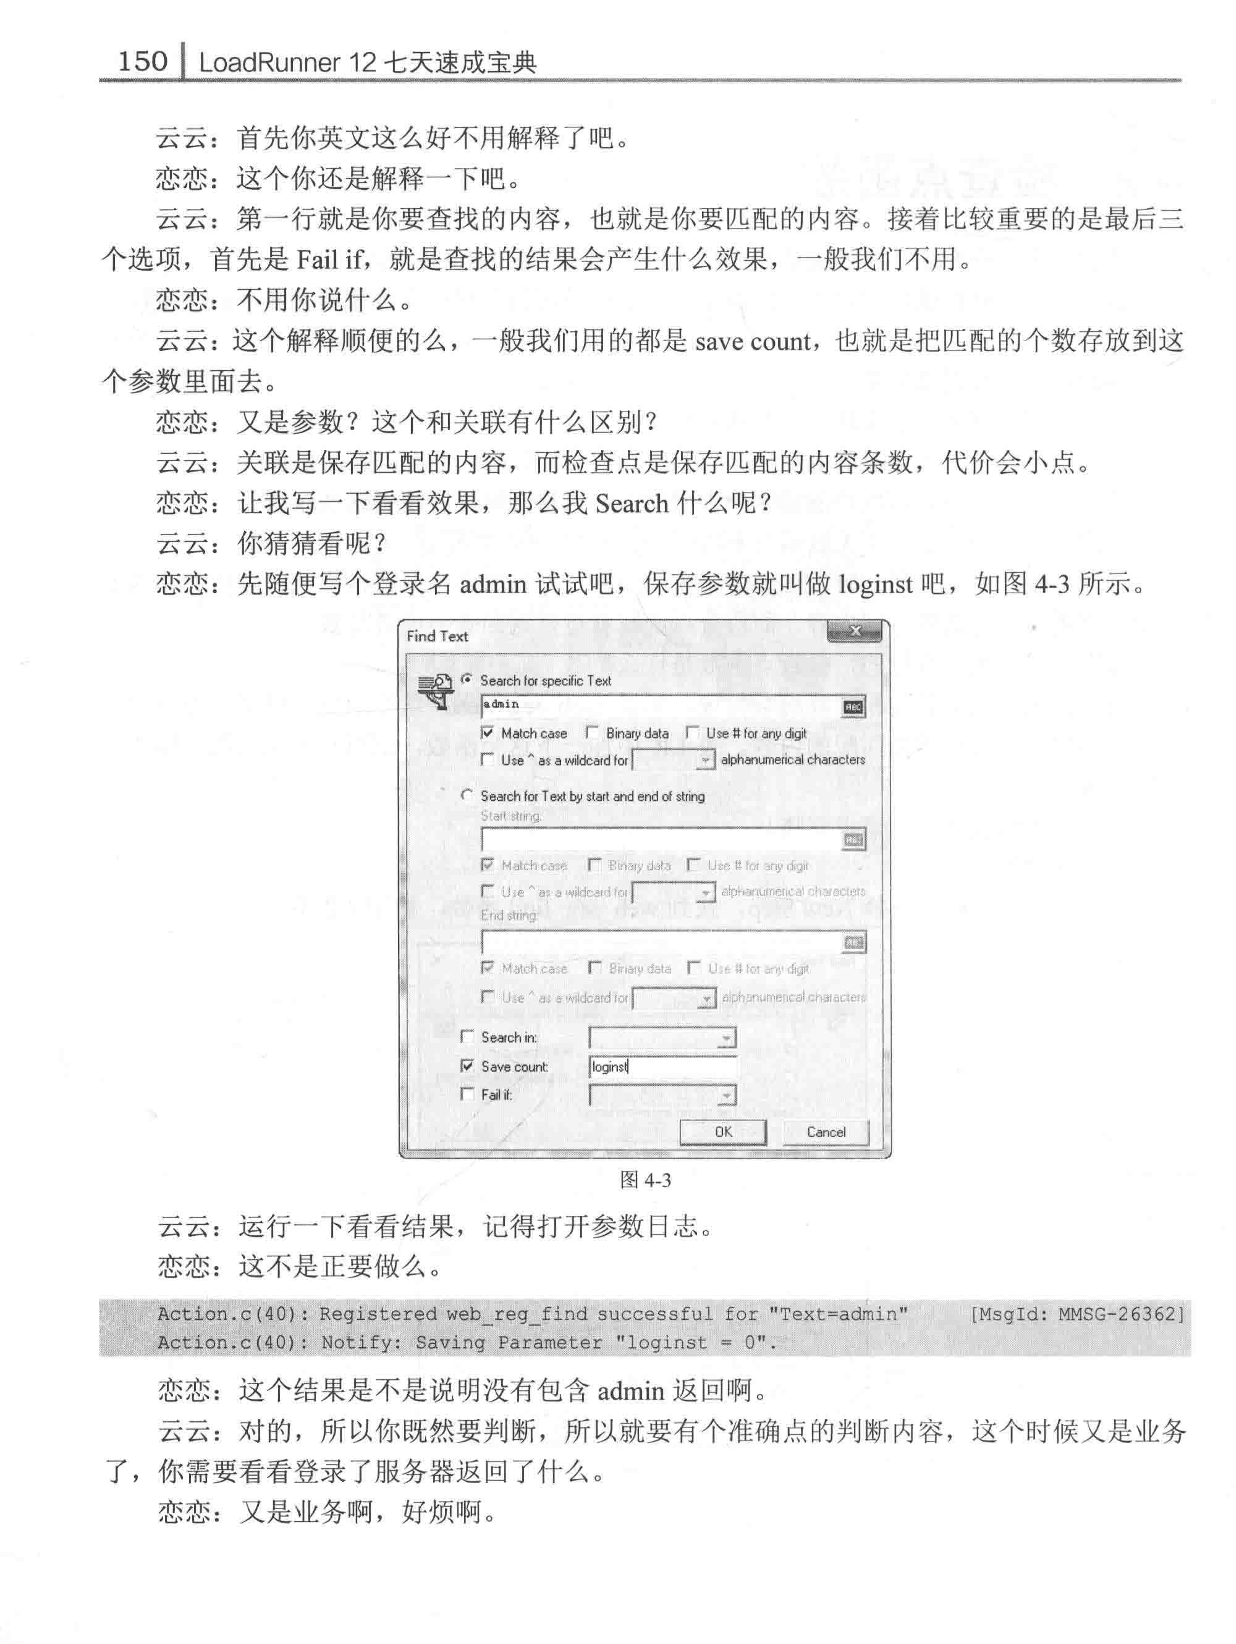 150 LoadRunner 12 七天速成宝典
云云：首先你英文这么好不用解释了吧。
恋恋：这个你还是解释一下吧。
云云：第一行就是你要查找的内容，也就是你要匹配的内容。接着比较重要的是最后三
个选项，首先是 Fail if，就是查找的结果会产生什么效果，一般我们不用。
恋恋：不用你说什么。
云云：这个解释顺便的么，一般我们用的都是 save count，也就是把匹配的个数存放到这
个参数里面去。
恋恋：又是参数？这个和关联有什么区别？
云云：关联是保存匹配的内容，而检查点是保存匹配的内容条数，代价会小点。
恋恋：让我写一下看看效果，那么我 Search 什么呢？
云云：你猜猜看呢？
恋恋：先随便写个登录名 admin 试试吧，保存参数就叫做 loginst 吧，如图 4-3 所示。
Find Text
Search for specific Text
admin
Match case Binary data Use # for any digit
Use ^ as a wildcard for alphanumerical characters
Search for Text by start and end of string
Start string:
Match case Binary data Use # for any digit
Use ^ as a wildcard for alphanumerical characters
End string:
Match case Binary data Use # for any digit
Use ^ as a wildcard for alphanumerical characters
Search in:
Save count: loginst
Fail if:
OK Cancel
图 4-3
云云：运行一下看看结果，记得打开参数日志。
恋恋：这不是正要做么。
Action.c(40): Registered web_reg_find successful for "Text=admin" [MsgId: MMSG-26362]
Action.c(40): Notify: Saving Parameter "loginst = 0".
恋恋：这个结果是不是说明没有包含 admin 返回啊。
云云：对的，所以你既然要判断，所以就要有个准确点的判断内容，这个时候又是业务
了，你需要看看登录了服务器返回了什么。
恋恋：又是业务啊，好烦啊。